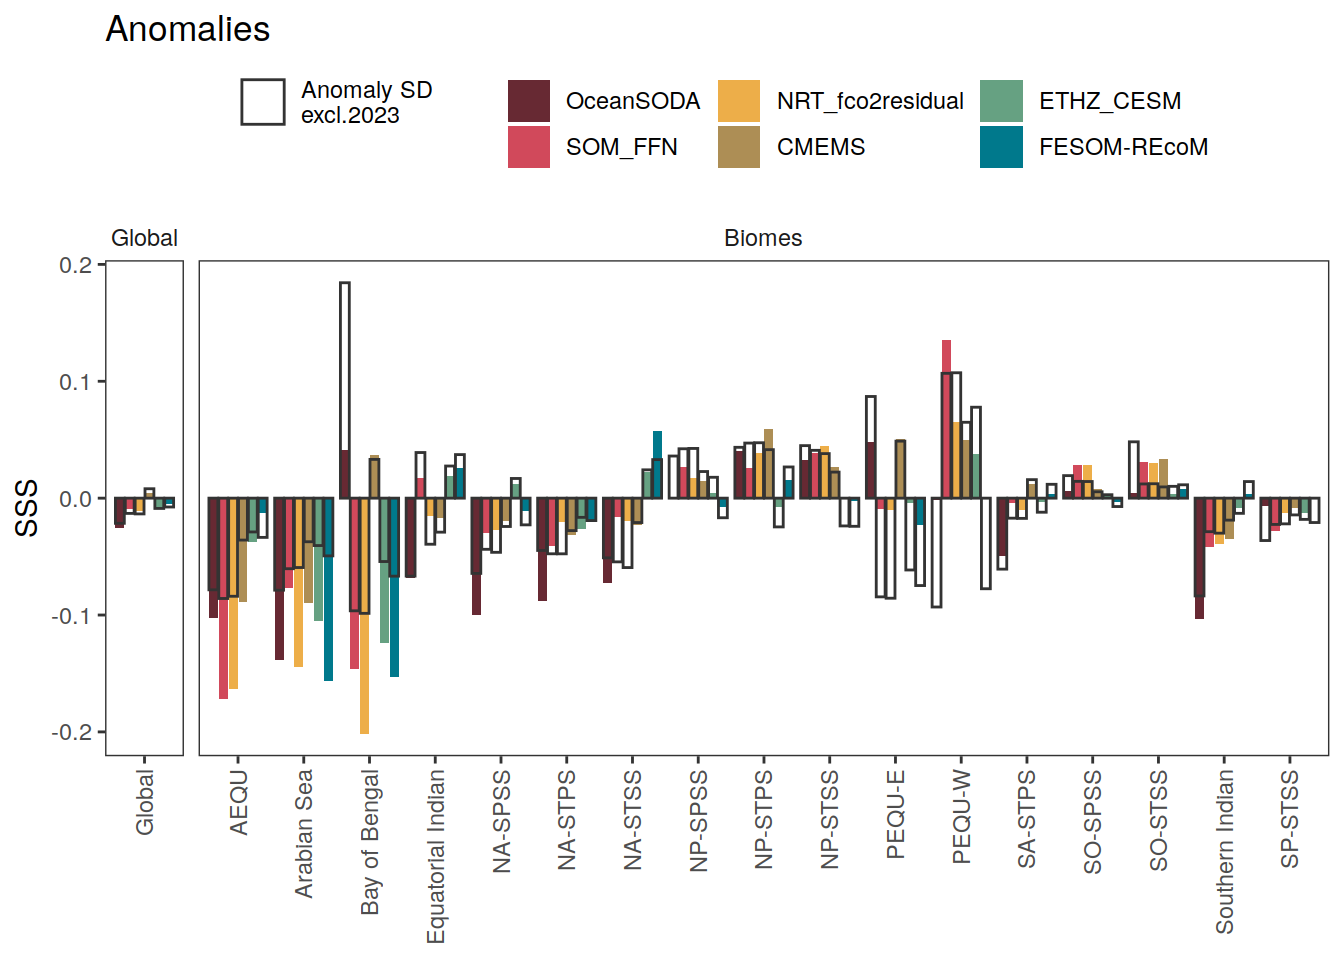 Anomalies
Anomaly SD
excl.2023
OceanSODA
NRT_fco2residual
ETHZ_CESM
SOM_FFN
CMEMS
FESOM-REcoM
Global
Biomes
0.2
0.1
0.0
-0.1
-0.2
SSS
Global
AEQU
Arabian Sea
Bay of Bengal
Equatorial Indian
NA-SPSS
NA-STPS
NA-STSS
NP-SPSS
NP-STPS
NP-STSS
PEQU-E
PEQU-W
SA-STPS
SO-SPSS
SO-STSS
Southern Indian
SP-STSS